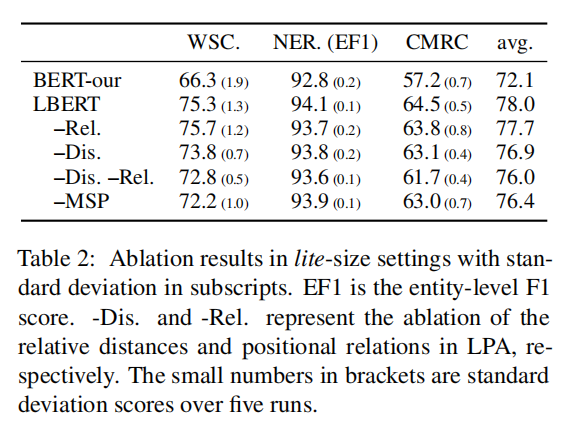 WSC. NER. (EF1) CMRC avg.
BERT-our 66.3 (1.9) 92.8 (0.2) 57.2 (0.7) 72.1
LBERT 75.3 (1.3) 94.1 (0.1) 64.5 (0.5) 78.0
–Rel. 75.7 (1.2) 93.7 (0.2) 63.8 (0.8) 77.7
–Dis. 73.8 (0.7) 93.8 (0.2) 63.1 (0.4) 76.9
–Dis. –Rel. 72.8 (0.5) 93.6 (0.1) 61.7 (0.4) 76.0
–MSP 72.2 (1.0) 93.9 (0.1) 63.0 (0.7) 76.4
Table 2: Ablation results in lite-size settings with stan-
dard deviation in subscripts. EF1 is the entity-level F1
score. -Dis. and -Rel. represent the ablation of the
relative distances and positional relations in LPA, re-
spectively. The small numbers in brackets are standard
deviation scores over five runs.